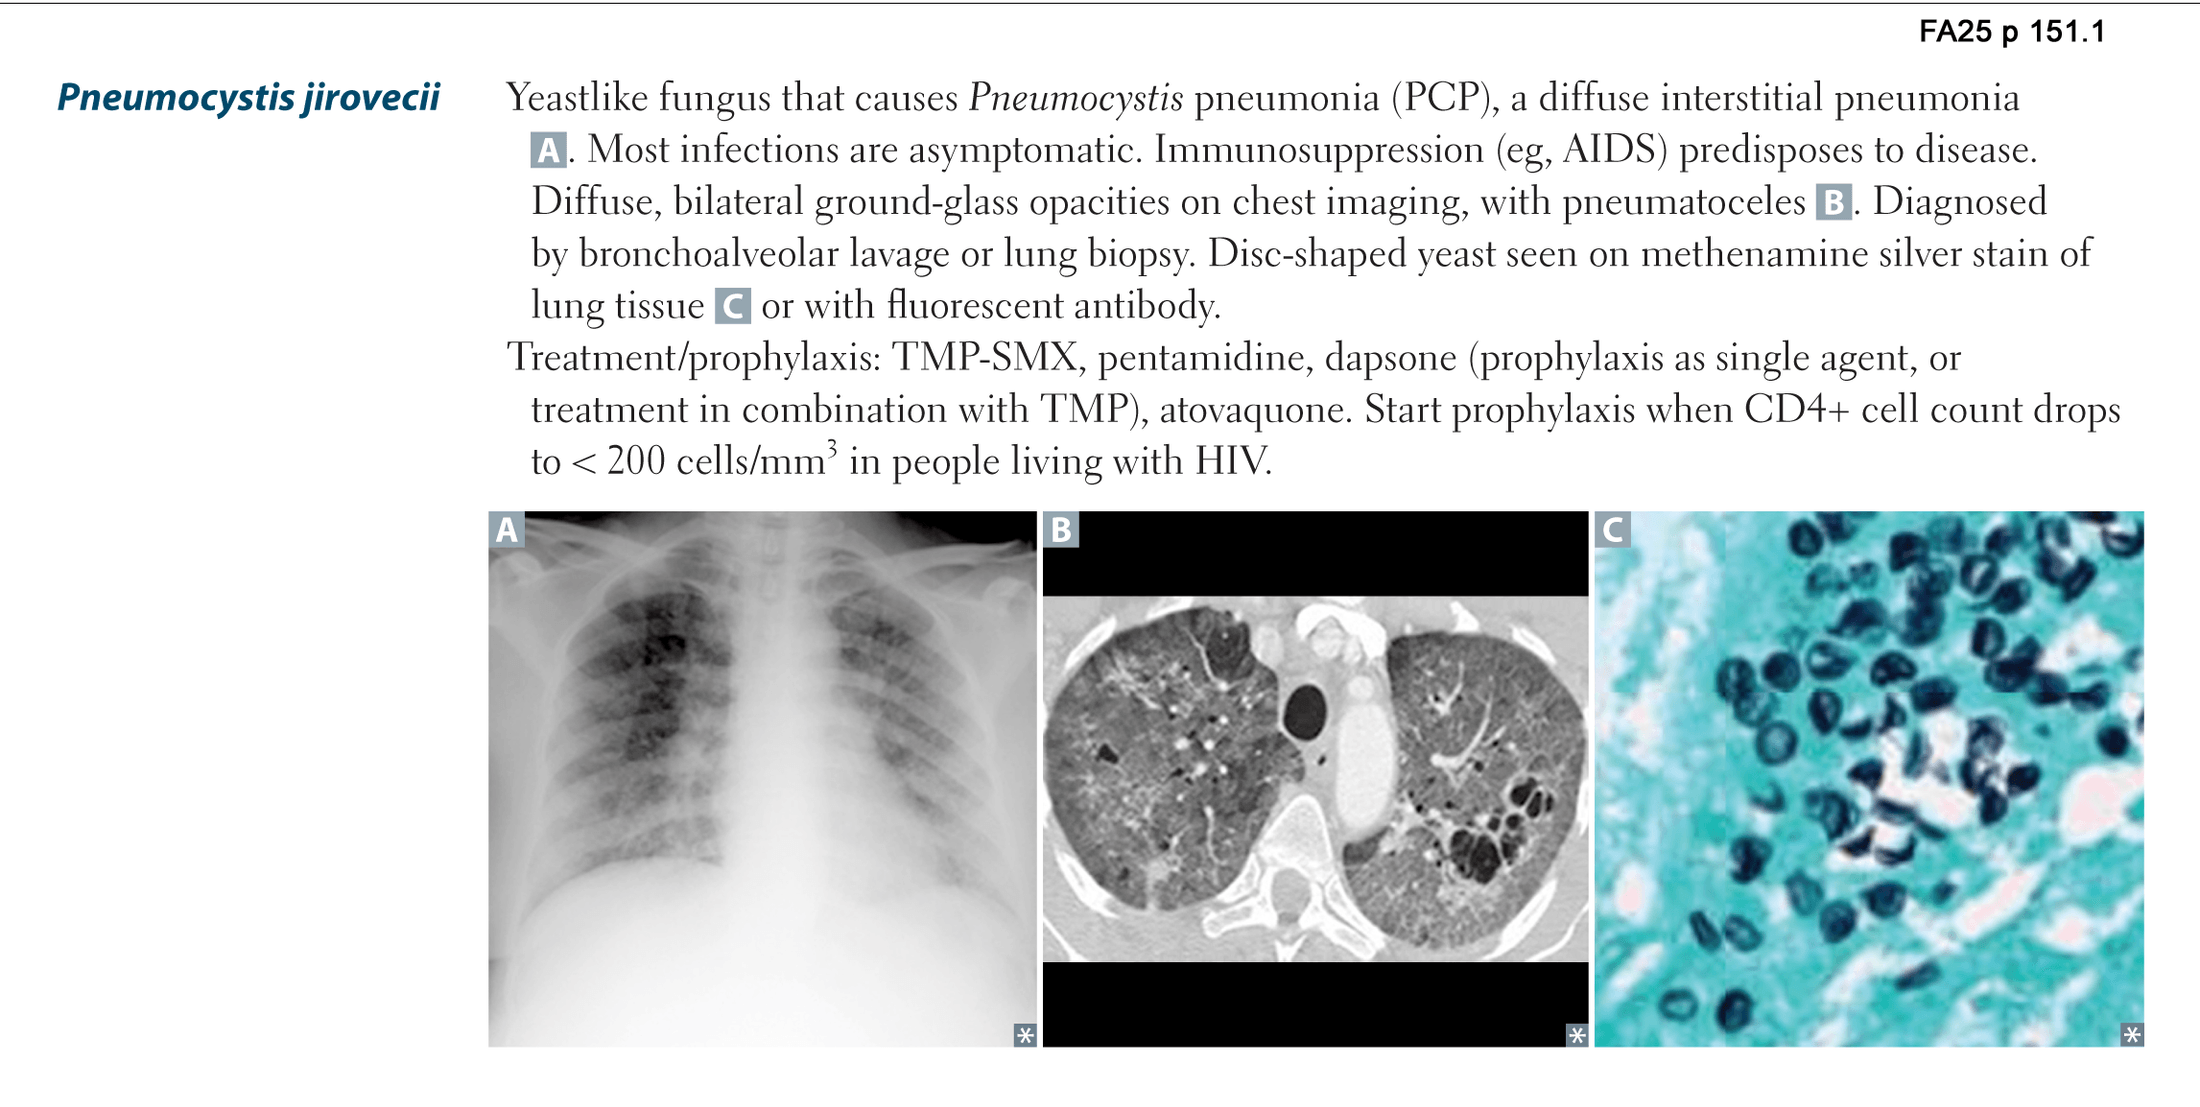 FA25 p 151.1
Pneumocystis jirovecii
Yeastlike fungus that causes Pneumocystis pneumonia (PCP), a diffuse interstitial pneumonia
A. Most infections are asymptomatic. Immunosuppression (eg, AIDS) predisposes to disease.
Diffuse, bilateral ground-glass opacities on chest imaging, with pneumatoceles B. Diagnosed
by bronchoalveolar lavage or lung biopsy. Disc-shaped yeast seen on methenamine silver stain of
lung tissue C or with fluorescent antibody.
Treatment/prophylaxis: TMP-SMX, pentamidine, dapsone (prophylaxis as single agent, or
treatment in combination with TMP), atovaquone. Start prophylaxis when CD4+ cell count drops
to < 200 cells/mm³ in people living with HIV.
A
B
C
*
*
*